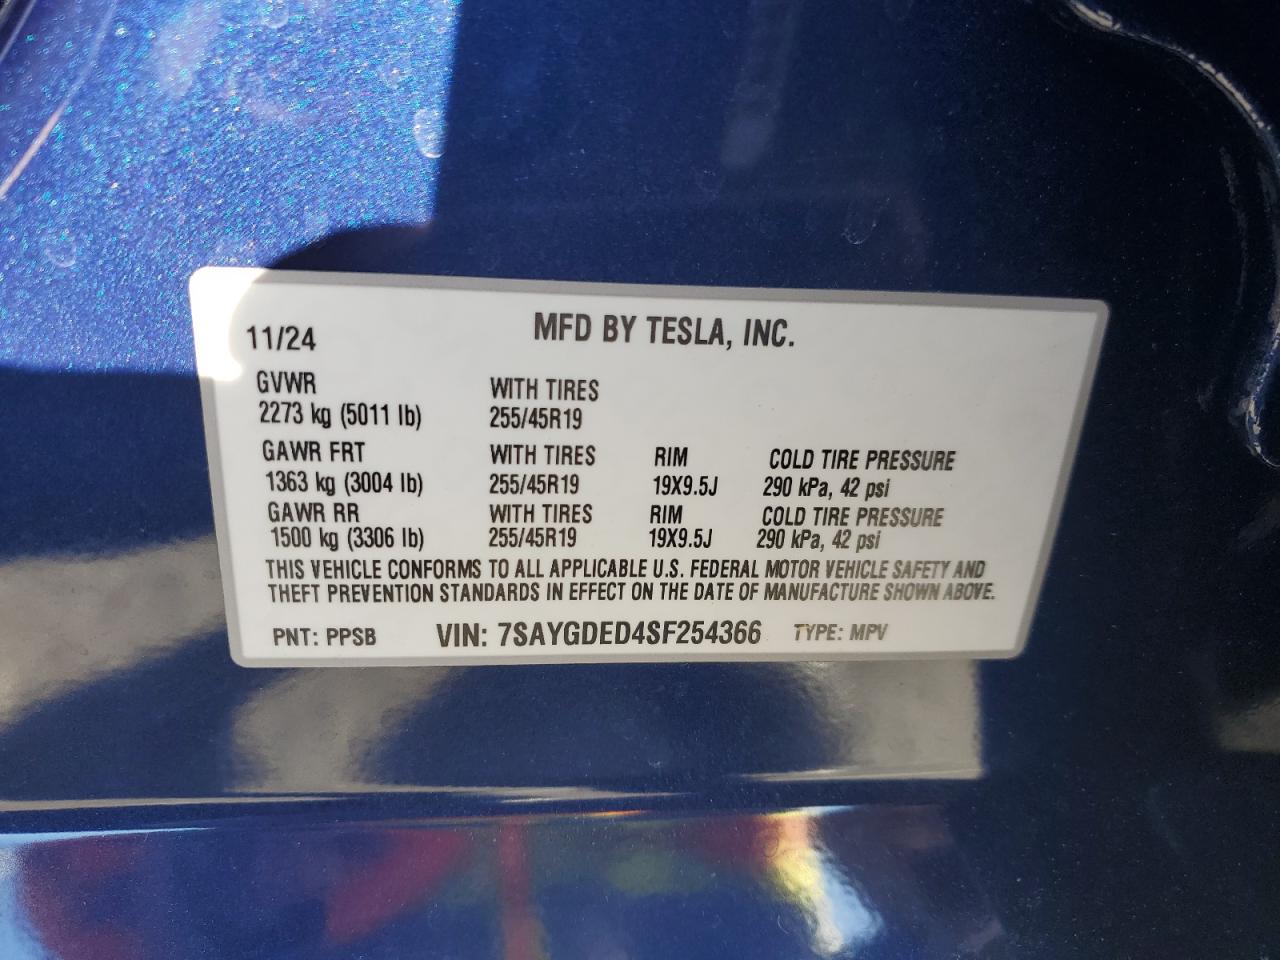 11/24 MFD BY TESLA, INC.
GVWR WITH TIRES
2273 kg (5011 lb) 255/45R19
GAWR FRT WITH TIRES RIM COLD TIRE PRESSURE
1363 kg (3004 lb) 255/45R19 19X9.5J 290 kPa, 42 psi
GAWR RR WITH TIRES RIM COLD TIRE PRESSURE
1500 kg (3306 lb) 255/45R19 19X9.5J 290 kPa, 42 psi
THIS VEHICLE CONFORMS TO ALL APPLICABLE U.S. FEDERAL MOTOR VEHICLE SAFETY AND
THEFT PREVENTION STANDARDS IN EFFECT ON THE DATE OF MANUFACTURE SHOWN ABOVE.
PNT: PPSB VIN: 7SAYGDED4SF254366 TYPE: MPV